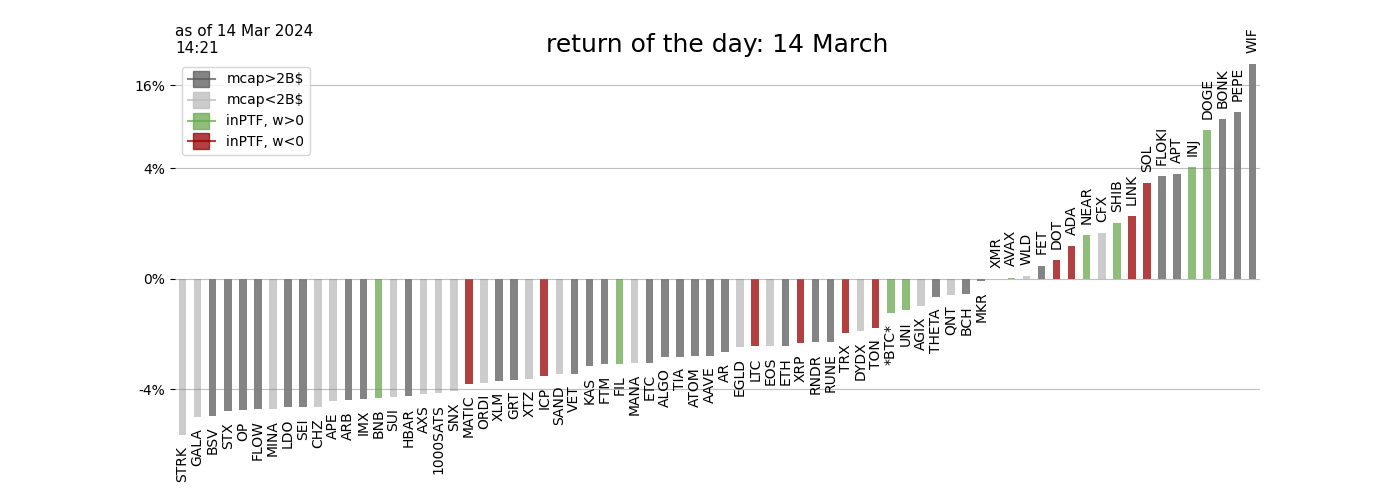 as of 14 Mar 2024
14:21
return of the day: 14 March
mcap>2B$
mcap<2B$
inPTF, w>0
inPTF, w<0
16%
4%
0%
-4%
STRK
GALA
BSV
STX
OP
FLOW
MINA
LDO
SEI
CHZ
APE
ARB
IMX
BNB
SUI
HBAR
AXS
1000SATS
SNX
MATIC
ORDI
XLM
GRT
XTZ
ICP
SAND
VET
KAS
FTM
FIL
MANA
ETC
ALGO
TIA
ATOM
AAVE
AR
EGLD
LTC
EOS
ETH
XRP
RNDR
RUNE
TRX
DYDX
TON
*BTC*
UNI
AGIX
THETA
QNT
BCH
MKR
XMR
AVAX
WLD
FET
DOT
ADA
NEAR
CFX
SHIB
LINK
SOL
FLOKI
APT
INJ
DOGE
BONK
PEPE
WIF